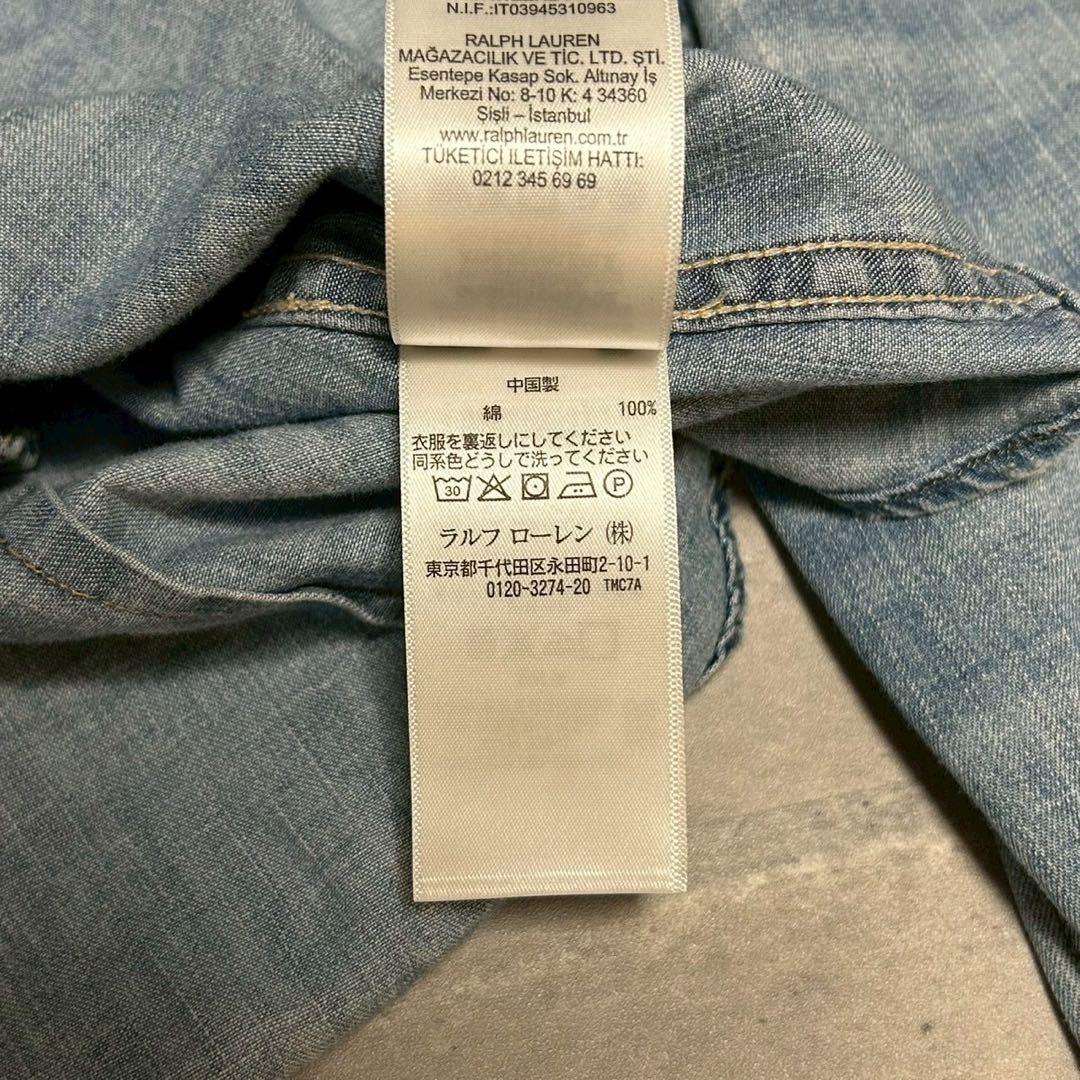 N.I.F.:IT03945310963
RALPH LAUREN
MAĞAZACILIK VE TİC. LTD. ŞTİ.
Esentepe Kasap Sok. Altınay İş
Merkezi No: 8-10 K: 4 34360
Şişli – İstanbul
www.ralphlauren.com.tr
TÜKETİCİ İLETİŞİM HATTI:
0212 345 69 69
中国製
綿 100%
衣服を裏返しにしてください
同系色どうしで洗ってください
30 P
ラルフ ローレン (株)
東京都千代田区永田町2-10-1
0120-3274-20 TMC7A